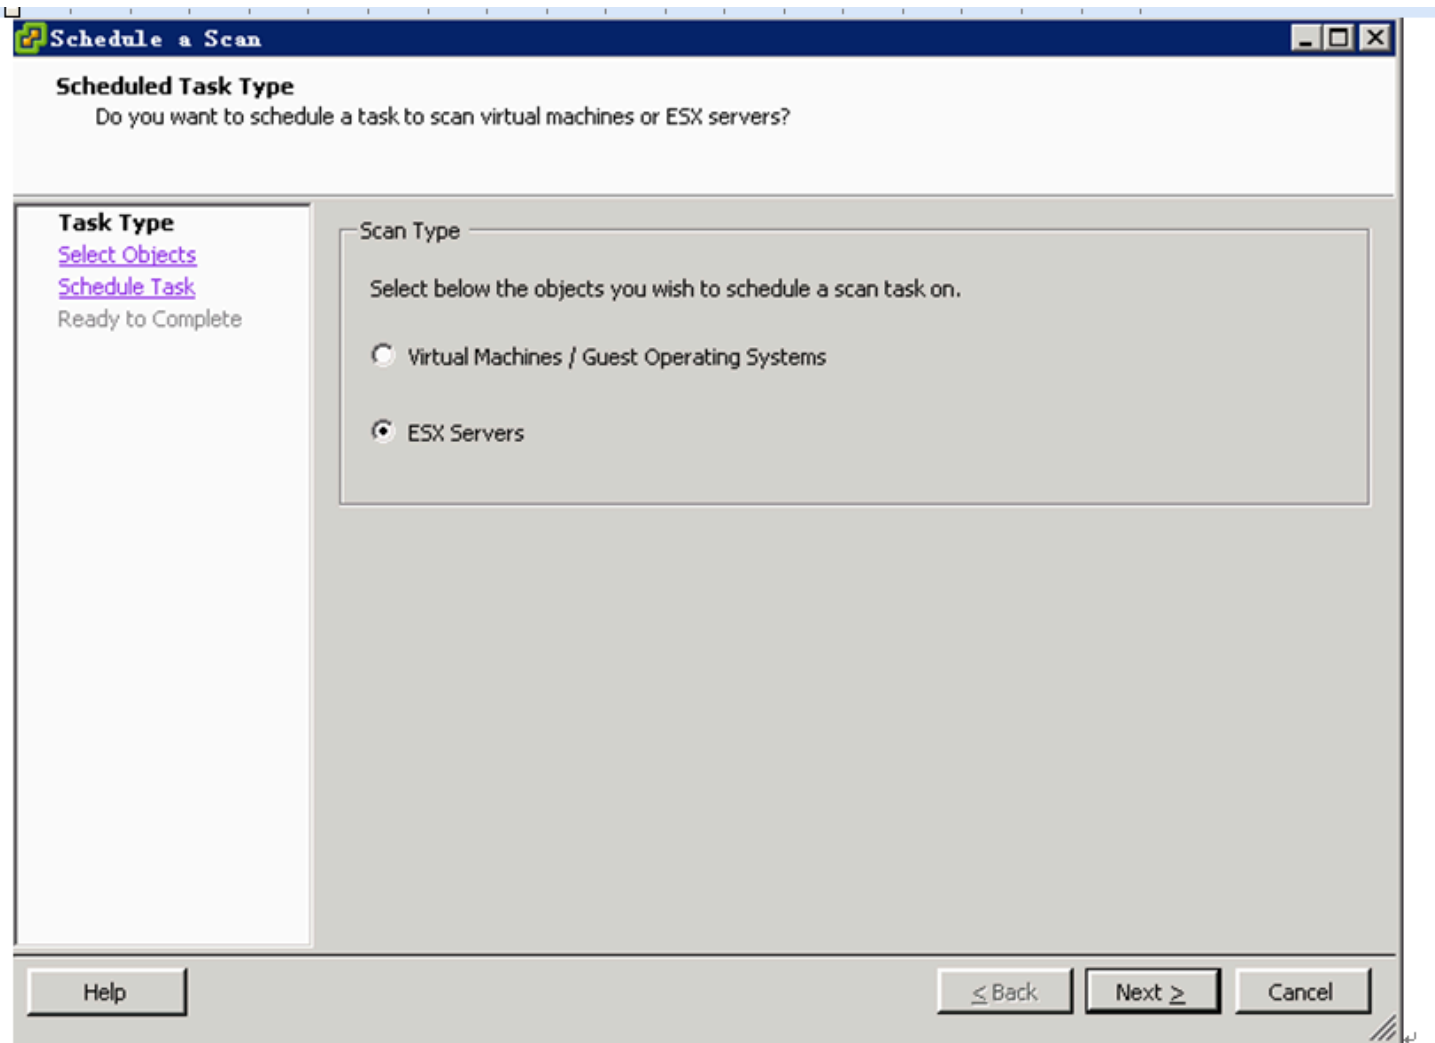 Schedule a Scan
Scheduled Task Type
Do you want to schedule a task to scan virtual machines or ESX servers?
Task Type
Select Objects
Schedule Task
Ready to Complete
Scan Type
Select below the objects you wish to schedule a scan task on.
Virtual Machines / Guest Operating Systems
ESX Servers
Help
< Back
Next >
Cancel